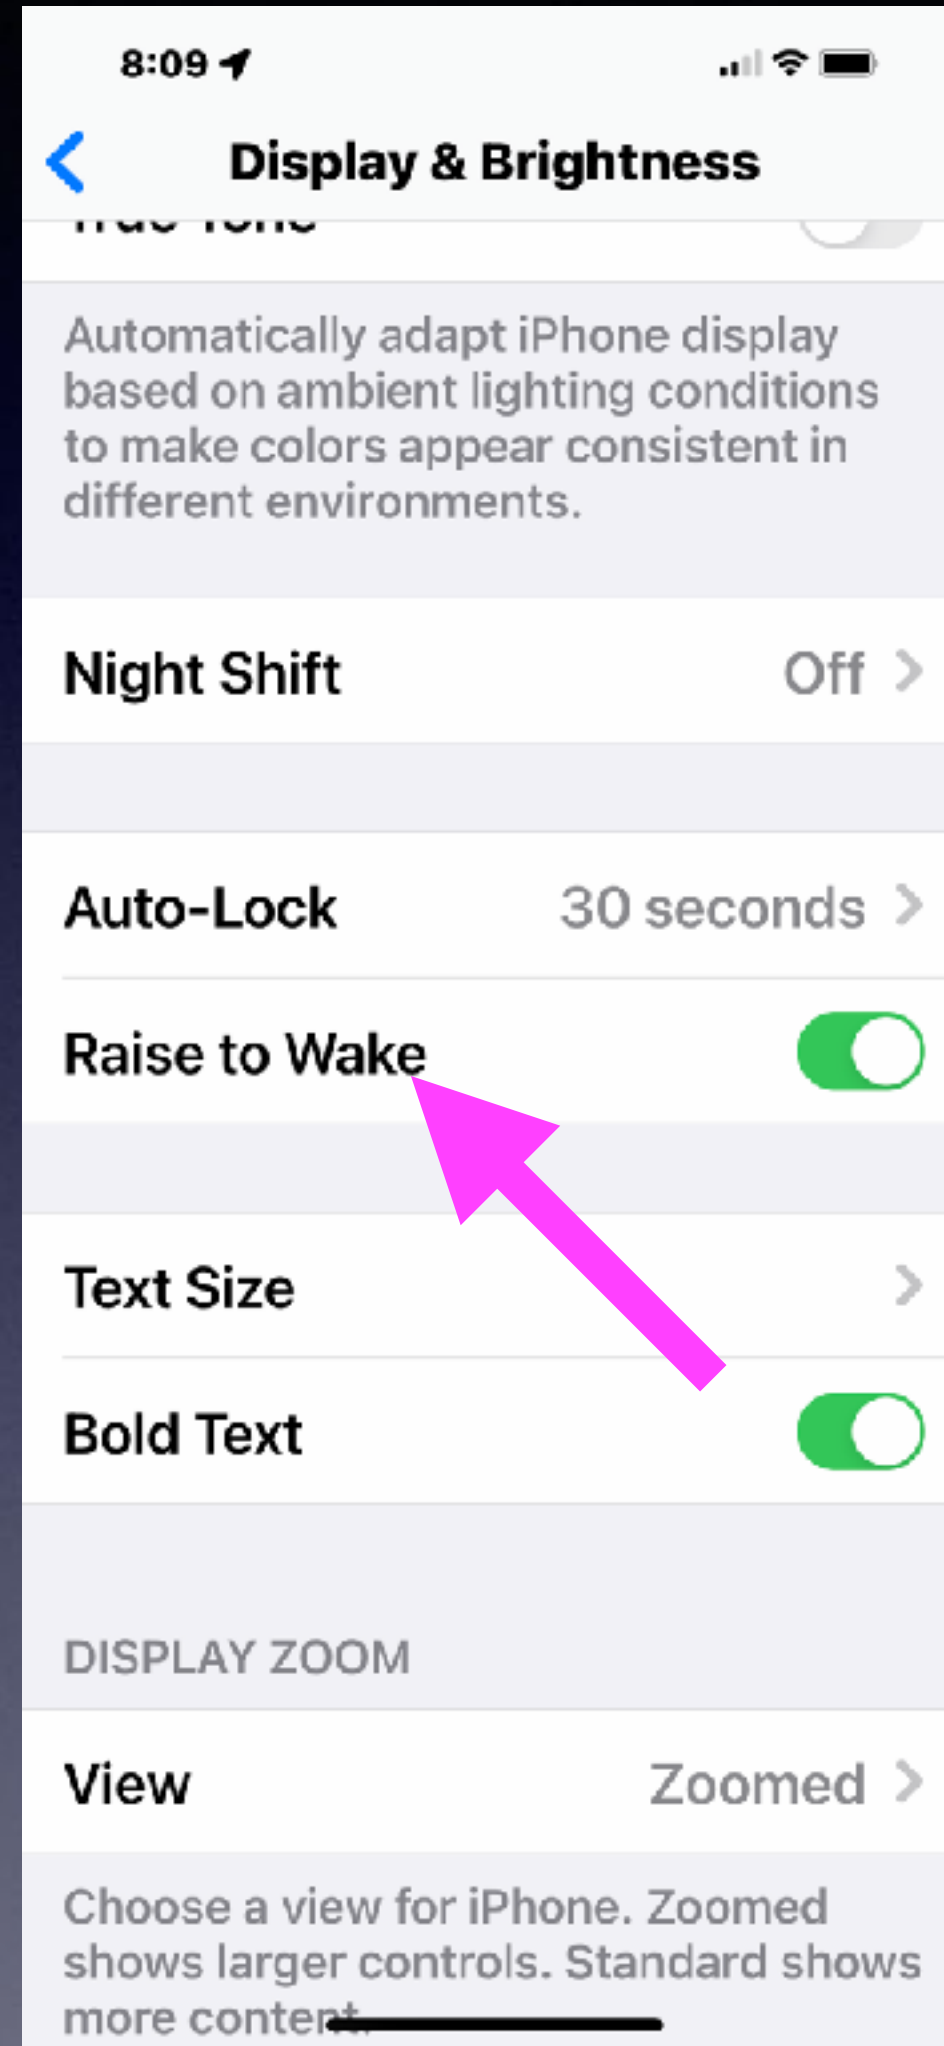 8:09
Display & Brightness
True Tone
Automatically adapt iPhone display
based on ambient lighting conditions
to make colors appear consistent in
different environments.
Night Shift Off
Auto-Lock 30 seconds
Raise to Wake
Text Size
Bold Text
DISPLAY ZOOM
View Zoomed
Choose a view for iPhone. Zoomed
shows larger controls. Standard shows
more content.